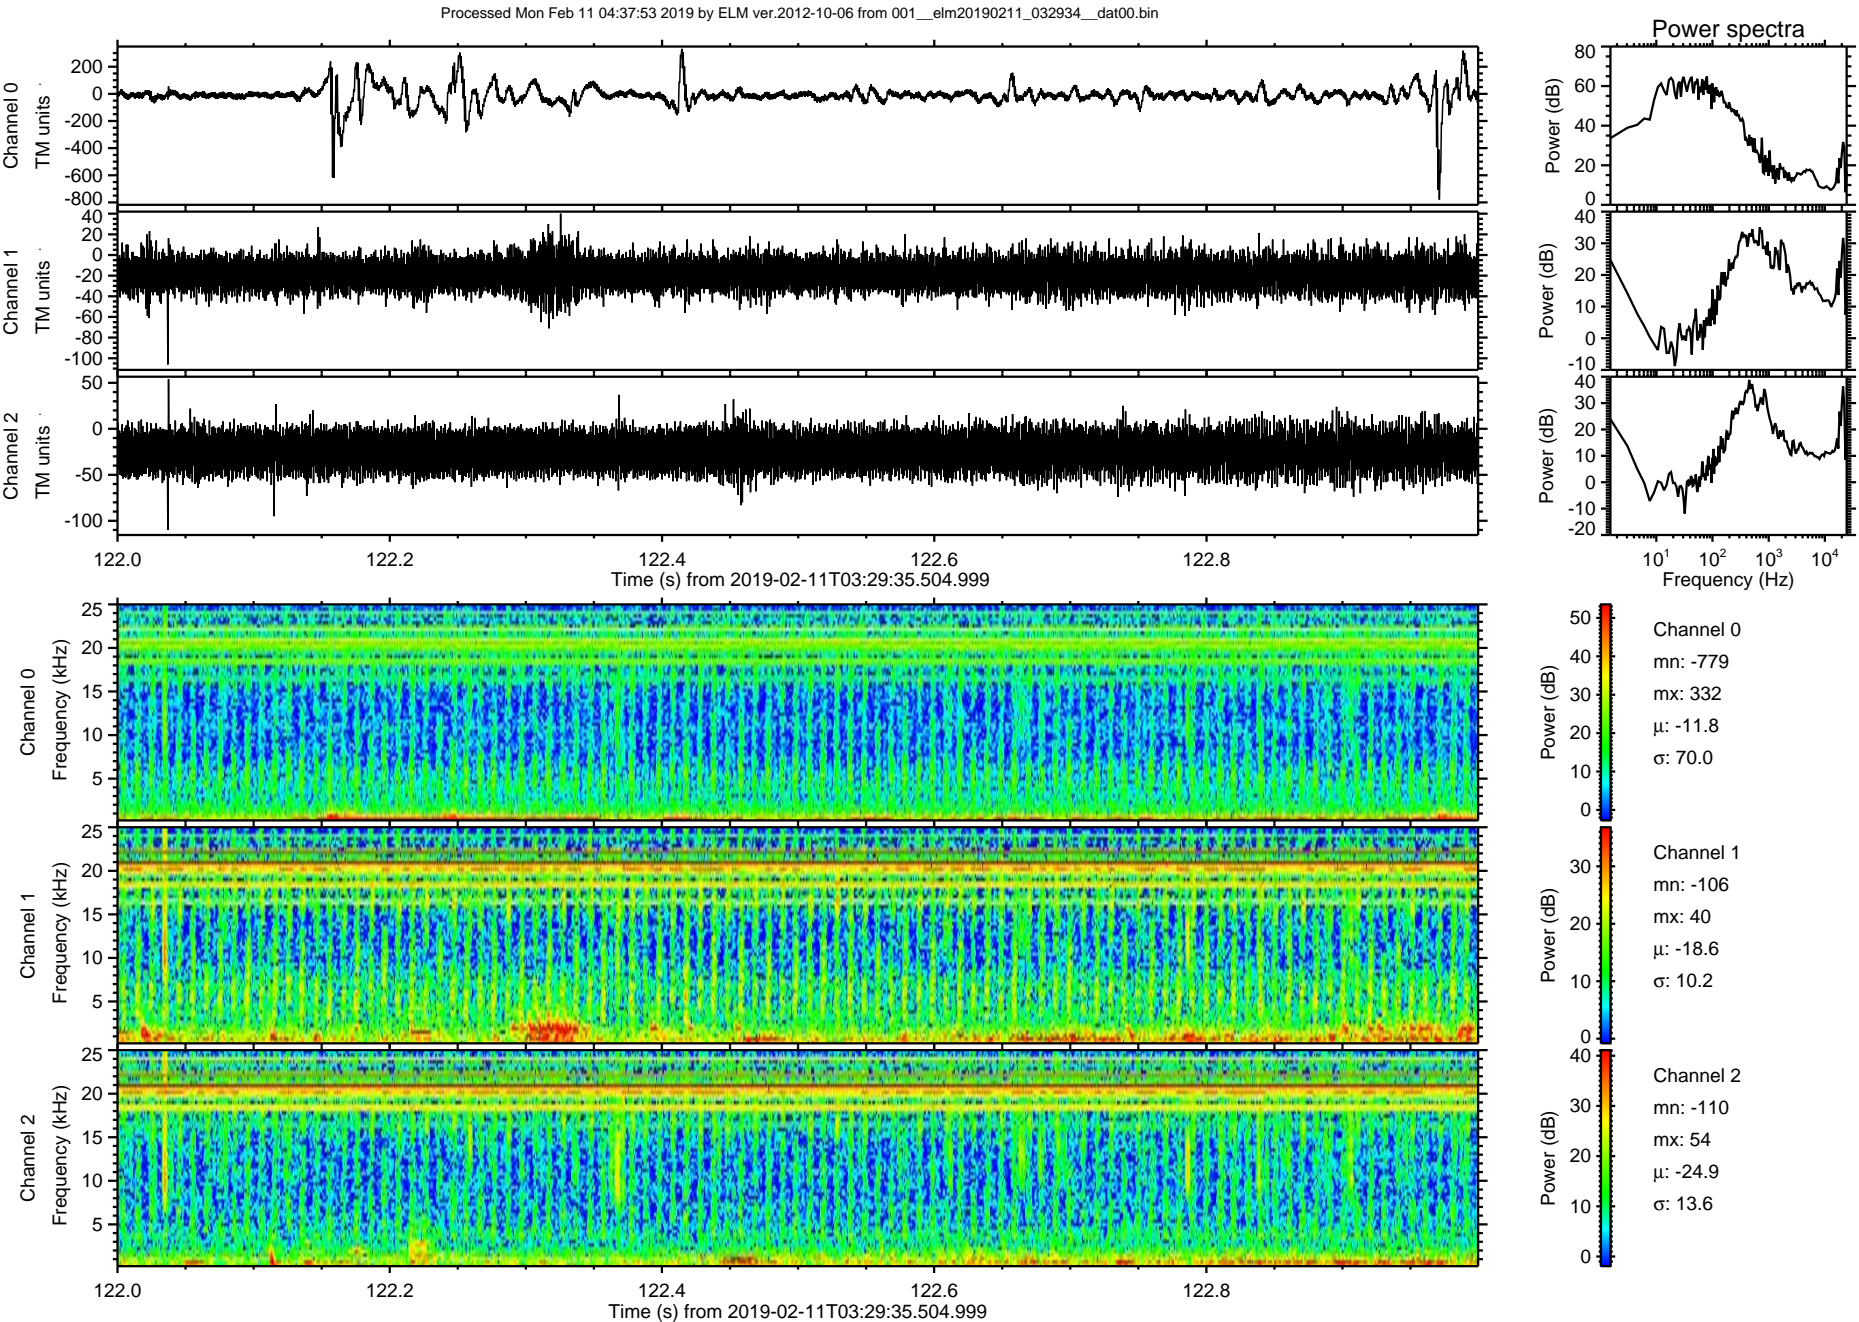 Processed Mon Feb 11 04:37:53 2019 by ELM ver.2012-10-06 from 001__elm20190211_032934__dat00.bin
Power spectra
Channel 0
TM units
200
0
-200
-400
-600
-800
Power (dB)
80
60
40
20
0
Channel 1
TM units
40
20
0
-20
-40
-60
-80
-100
Power (dB)
40
30
20
10
0
-10
Channel 2
TM units
50
0
-50
-100
Power (dB)
40
30
20
10
0
-10
-20
122.0 122.2 122.4 122.6 122.8
Time (s) from 2019-02-11T03:29:35.504.999
10¹ 10² 10³ 10⁴
Frequency (Hz)
Channel 0
Frequency (kHz)
25
20
15
10
5
Power (dB)
50
40
30
20
10
0
Channel 0
mn: -779
mx: 332
μ: -11.8
σ: 70.0
Channel 1
Frequency (kHz)
25
20
15
10
5
Power (dB)
30
20
10
0
Channel 1
mn: -106
mx: 40
μ: -18.6
σ: 10.2
Channel 2
Frequency (kHz)
25
20
15
10
5
Power (dB)
40
30
20
10
0
Channel 2
mn: -110
mx: 54
μ: -24.9
σ: 13.6
122.0 122.2 122.4 122.6 122.8
Time (s) from 2019-02-11T03:29:35.504.999